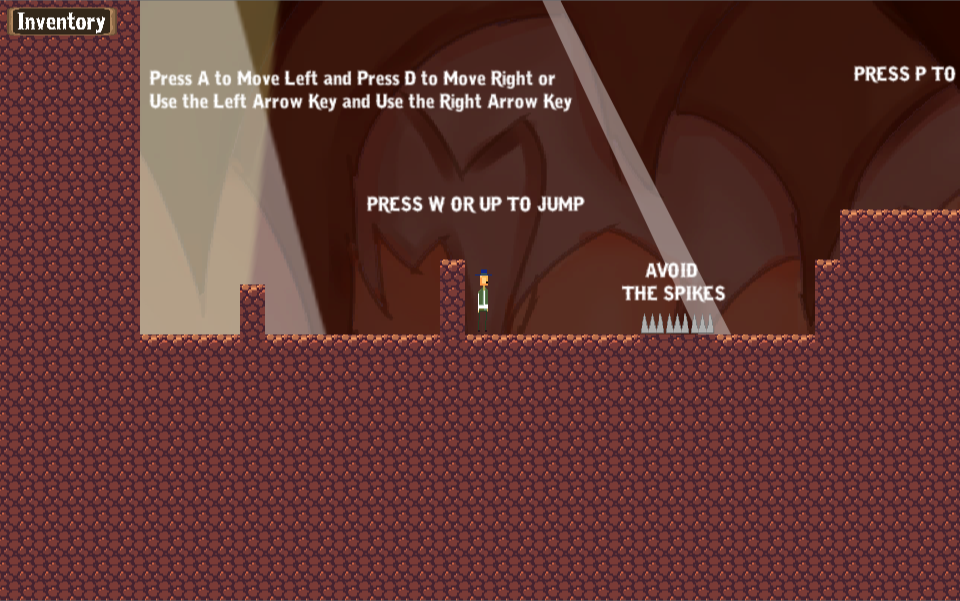 Inventory
Press A to Move Left and Press D to Move Right or
Use the Left Arrow Key and Use the Right Arrow Key
PRESS P TO
PRESS W OR UP TO JUMP
AVOID
THE SPIKES